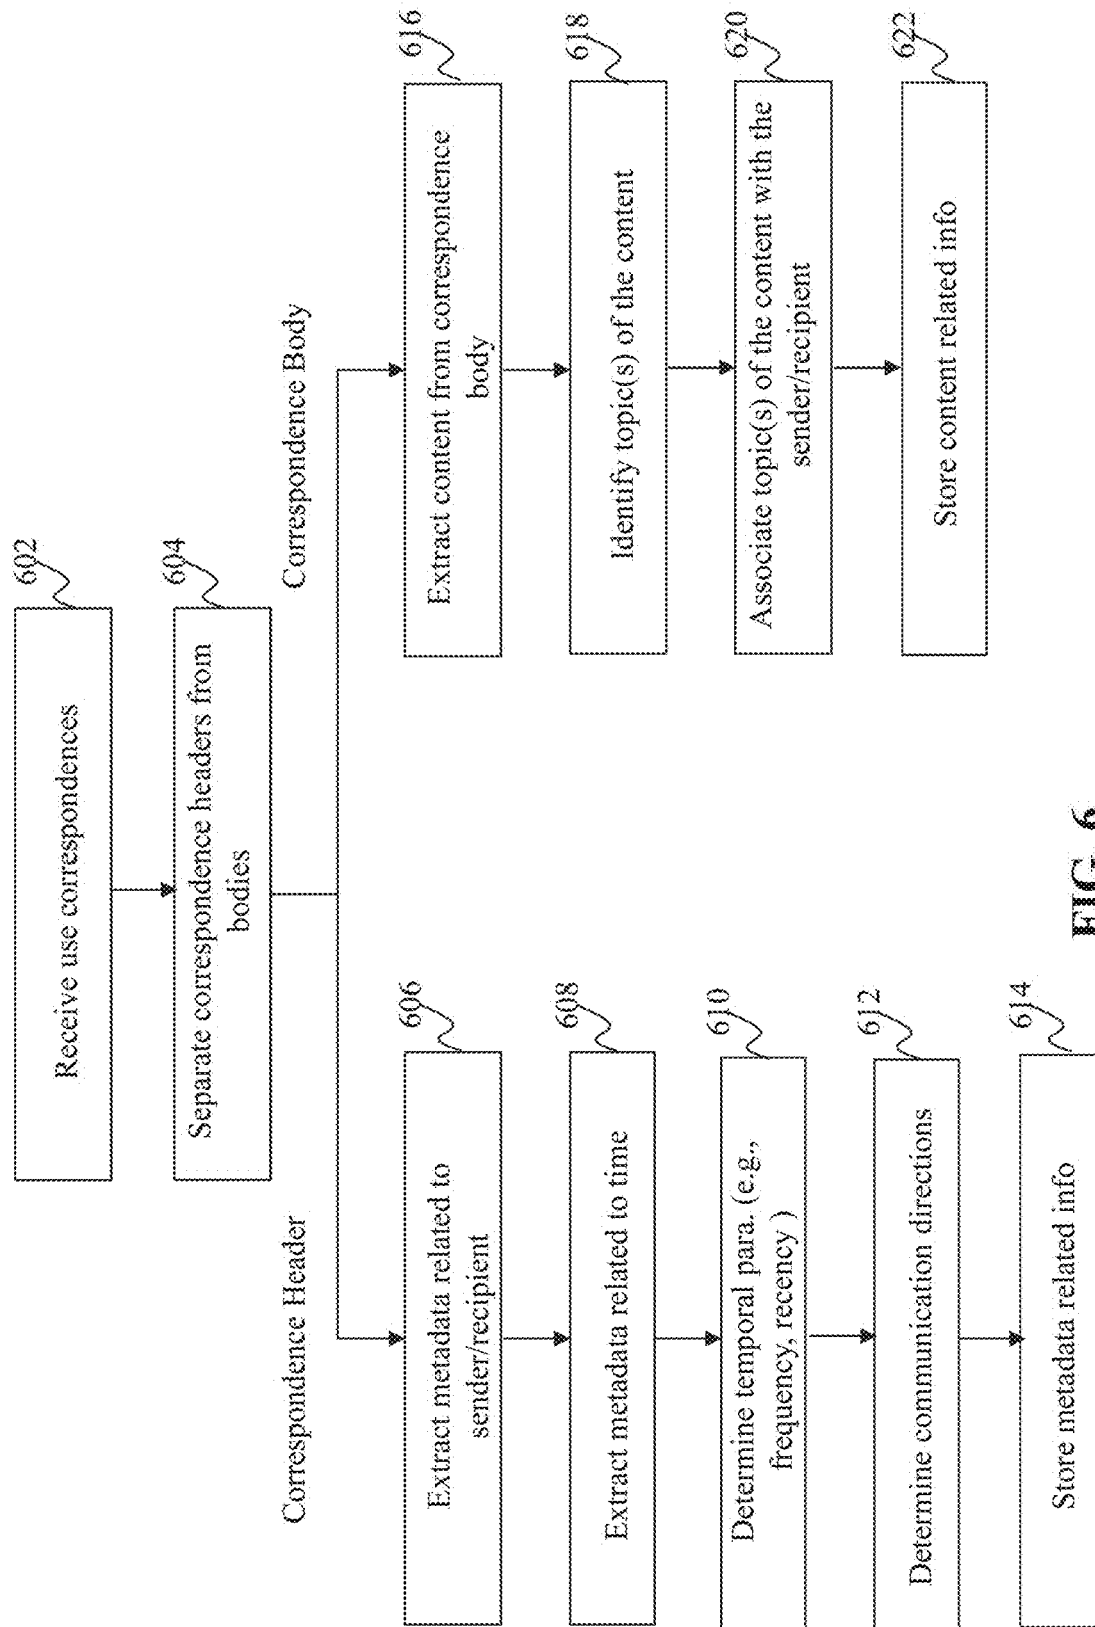 602
Receive use correspondences
604
Separate correspondence headers from
bodies
Correspondence Header
606
Extract metadata related to
sender/recipient
608
Extract metadata related to time
610
Determine temporal para. (e.g.,
frequency, recency )
612
Determine communication directions
614
Store metadata related info
Correspondence Body
616
Extract content from correspondence
body
618
Identify topic(s) of the content
620
Associate topic(s) of the content with the
sender/recipient
622
Store content related info
FIG. 6